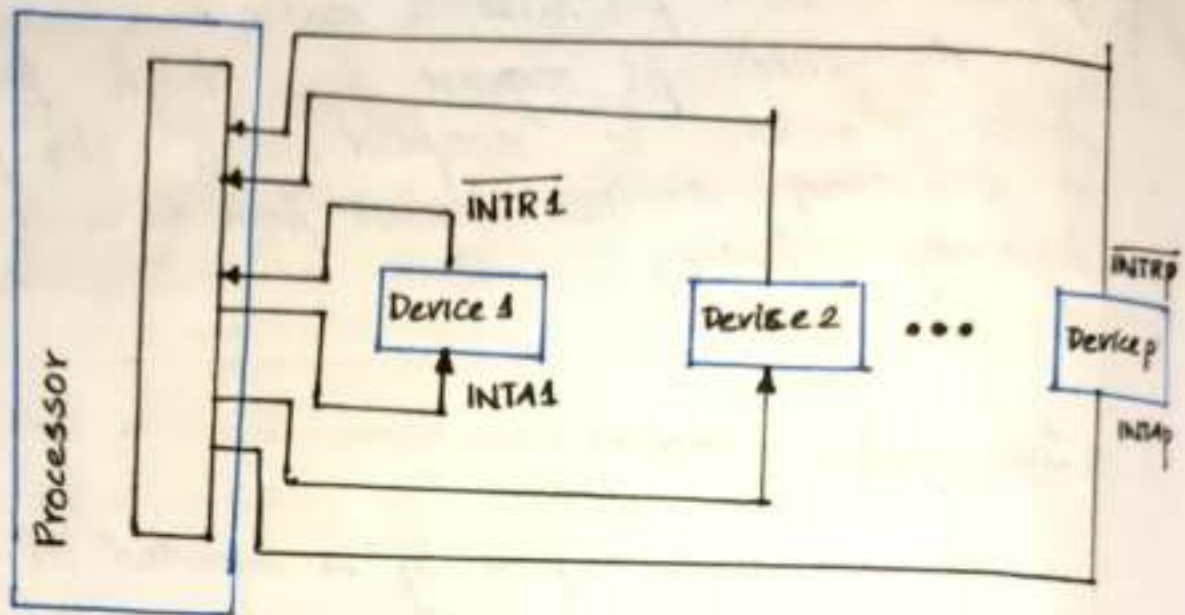 Processor
INTR1
Device 1
INTA1
Device 2
•••
INTRp
Device p
INTAp